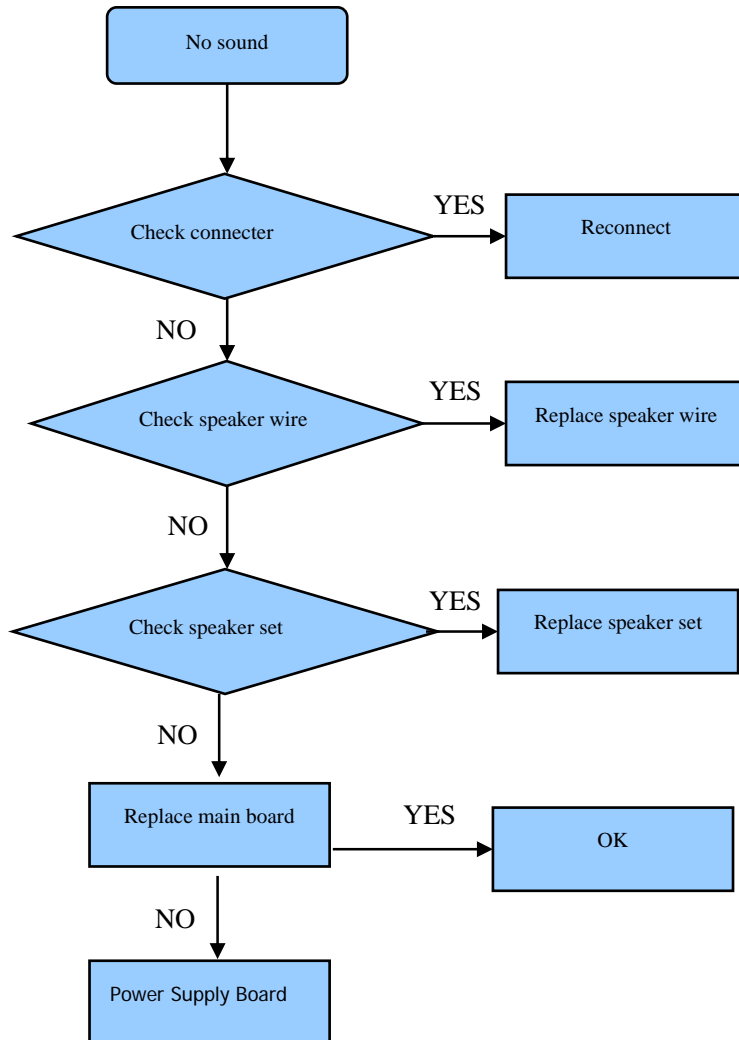 No sound
Check connecter
YES
Reconnect
NO
Check speaker wire
YES
Replace speaker wire
NO
Check speaker set
YES
Replace speaker set
NO
Replace main board
YES
OK
NO
Power Supply Board